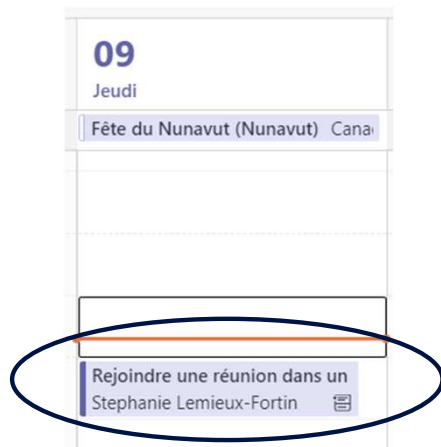 09
Jeudi
Fête du Nunavut (Nunavut) Cana
Rejoindre une réunion dans un
Stephanie Lemieux-Fortin